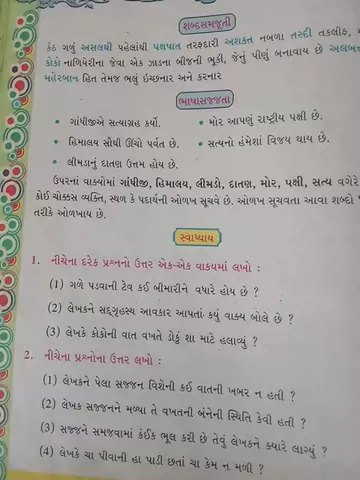 શબ્દસમજૂતી
કંઠ ગળું અસલથી પહેલાંથી પક્ષપાત તરફદારી અશક્ત નબળા તસ્દી તકલીફ,
કોકો નાળિયેરીના જેવા એક ઝાડના બીજની ભૂકી, જેનું પીણું બનાવાય છે
મહેરબાન હિત તેમજ ભલું ઇચ્છનાર અને કરનાર
ભાષાસજ્જતા
• ગાંધીજીએ સત્યાગ્રહ કર્યો.
• મોર આપણું રાષ્ટ્રીય પક્ષી છે.
• હિમાલય સૌથી ઊંચો પર્વત છે.
• સત્યનો હંમેશાં વિજય થાય છે.
• લીમડાનું દાતણ ઉત્તમ હોય છે.
ઉપરનાં વાક્યોમાં ગાંધીજી, હિમાલય, લીમડો, દાતણ, મોર, પક્ષી, સત્ય વગેરે
કોઈ ચોક્કસ વ્યક્તિ, સ્થળ કે પદાર્થની ઓળખ સૂચવે છે. ઓળખ સૂચવતા આવા શબ્દો
તરીકે ઓળખાય છે.
સ્વાધ્યાય
1. નીચેના દરેક પ્રશ્નનો ઉત્તર એક-એક વાક્યમાં લખો :
(1) ગળે પડવાની ટેવ કઈ બીમારીને વધારે હોય છે ?
(2) લેખકને સદ્ગૃહસ્થ આવકાર આપતાં કયું વાક્ય બોલે છે ?
(3) લેખકે કોકોની વાત વખતે ડોકું શા માટે હલાવ્યું ?
2. નીચેના પ્રશ્નોના ઉત્તર લખો :
(1) લેખકને પેલા સજ્જન વિશેની કઈ વાતની ખબર ન હતી ?
(2) લેખક સજ્જનને મળ્યા તે વખતની બંનેની સ્થિતિ કેવી હતી ?
(3) સજ્જને સમજવામાં કંઈક ભૂલ કરી છે તેવું લેખકને ક્યારે લાગ્યું ?
(4) લેખકે ચા પીવાની હા પાડી છતાં ચા કેમ ન મળી ?